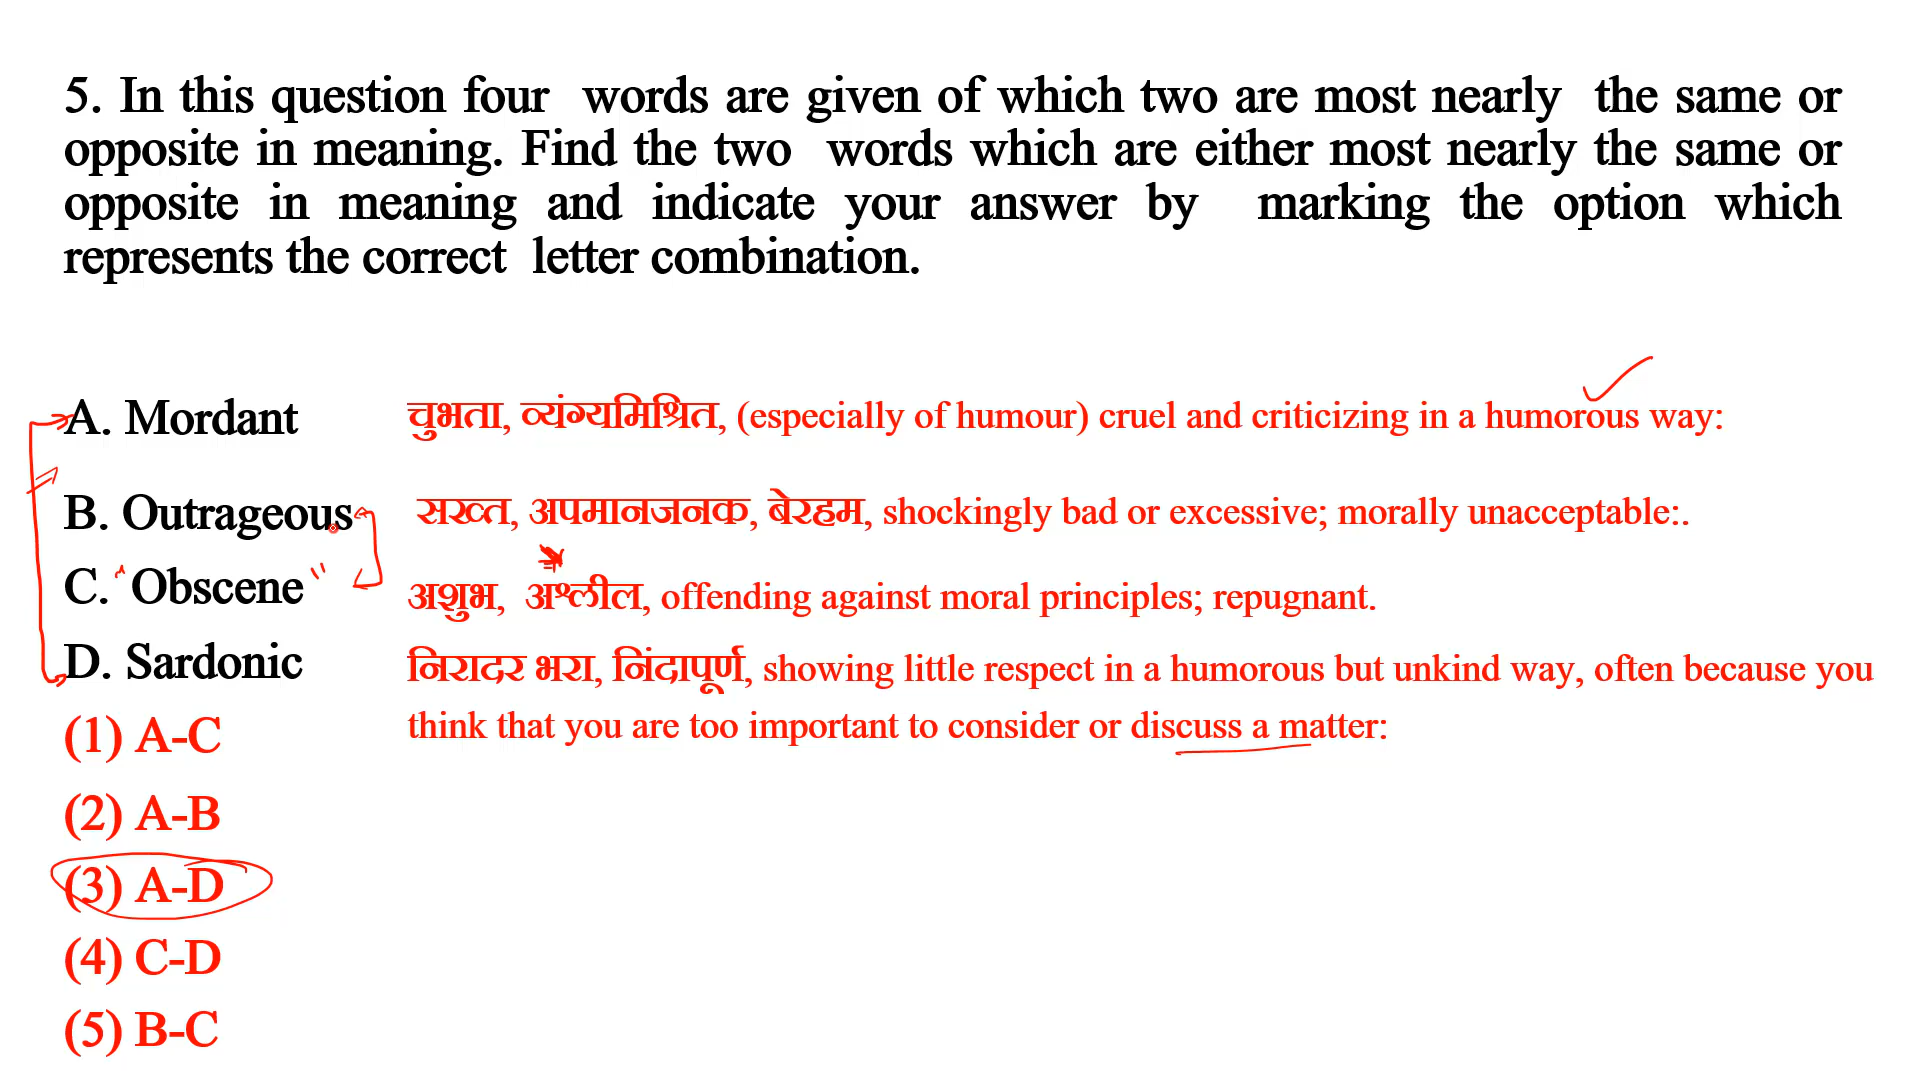 5. In this question four words are given of which two are most nearly the same or
opposite in meaning. Find the two words which are either most nearly the same or
opposite in meaning and indicate your answer by marking the option which
represents the correct letter combination.
A. Mordant चुभता, व्यंग्यमिश्रित, (especially of humour) cruel and criticizing in a humorous way:
B. Outrageous सख्त, अपमानजनक, बेरहम, shockingly bad or excessive; morally unacceptable:.
C. Obscene अशुभ, अश्लील, offending against moral principles; repugnant.
D. Sardonic निरादर भरा, निंदापूर्ण, showing little respect in a humorous but unkind way, often because you
think that you are too important to consider or discuss a matter:
(1) A-C
(2) A-B
(3) A-D
(4) C-D
(5) B-C